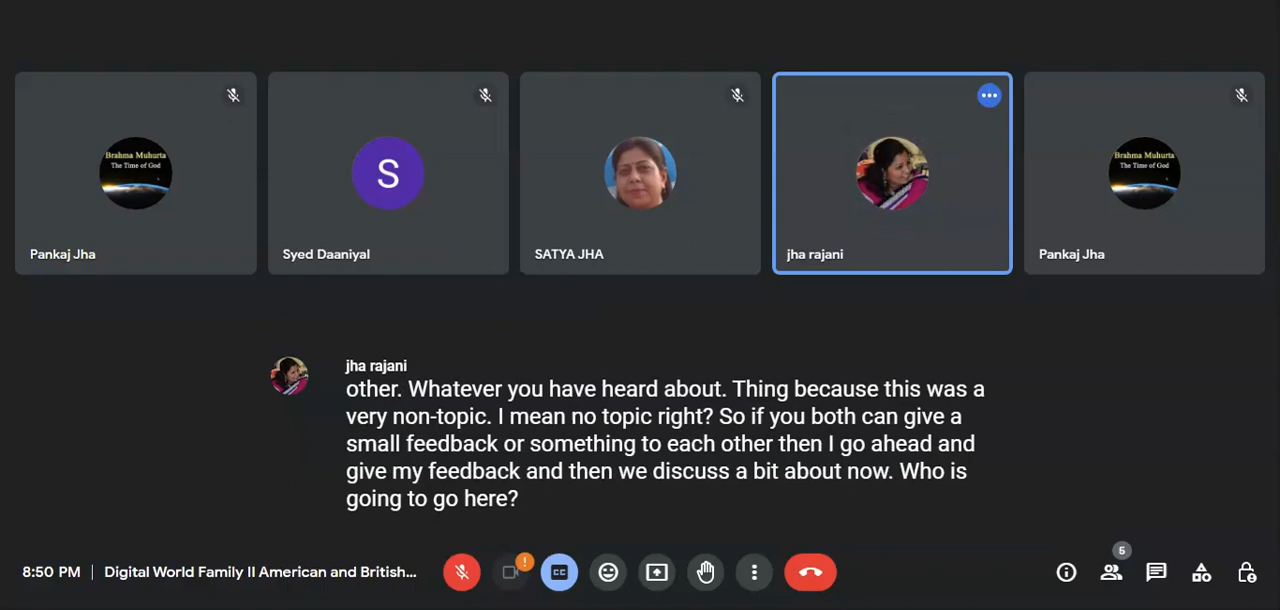 Brahma Muhurta
The Time of God
S
Brahma Muhurta
The Time of God
Pankaj Jha
Syed Daaniyal
SATYA JHA
jha rajani
Pankaj Jha
jha rajani
other. Whatever you have heard about. Thing because this was a
very non-topic. I mean no topic right? So if you both can give a
small feedback or something to each other then I go ahead and
give my feedback and then we discuss a bit about now. Who is
going to go here?
8:50 PM | Digital World Family II American and British...
!
CC
5